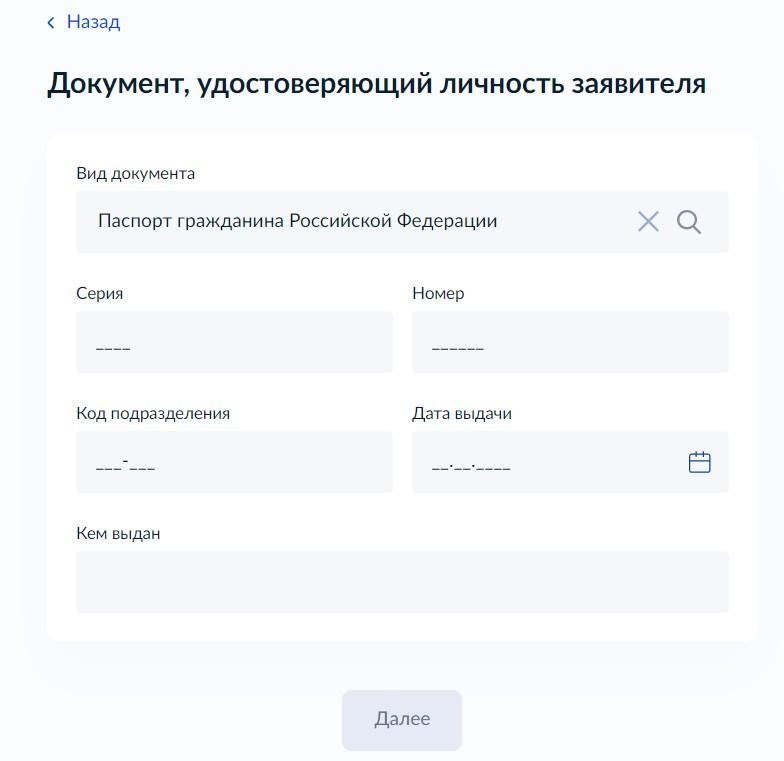 Назад
Документ, удостоверяющий личность заявителя
Вид документа
Паспорт гражданина Российской Федерации
Серия Номер
____ ______
Код подразделения Дата выдачи
___-___ __.__.____
Кем выдан
Далее